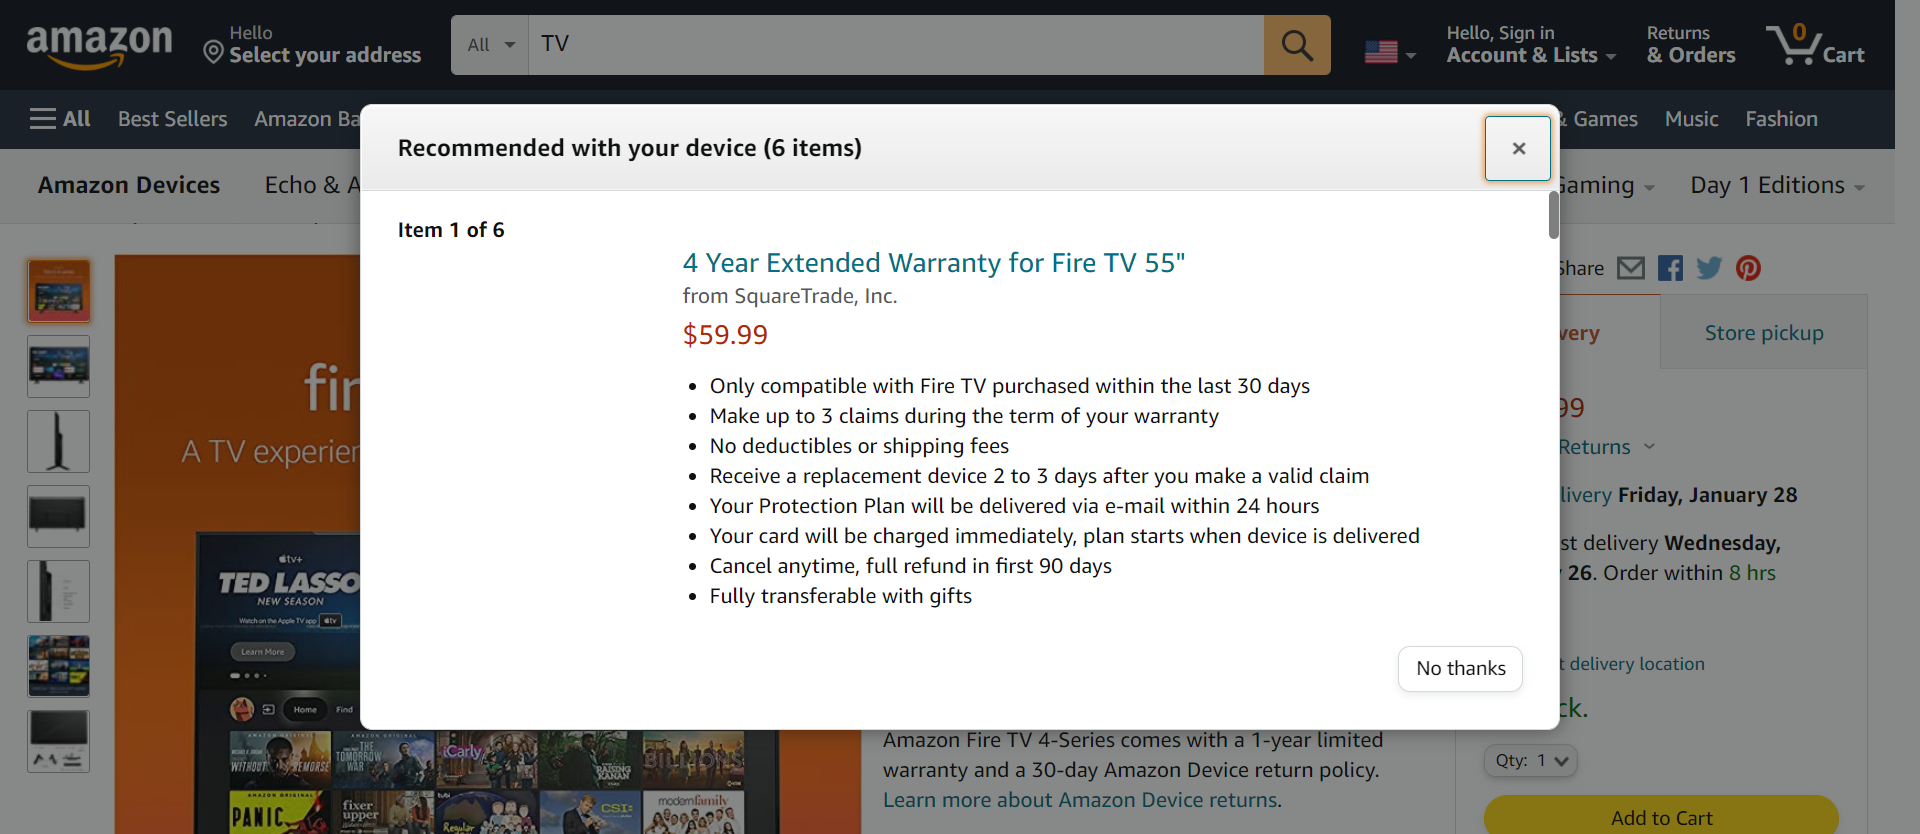 amazon
Hello
Select your address
All
TV
Hello, Sign in
Account & Lists
Returns
& Orders
0
Cart
All
Best Sellers
Amazon Ba
& Games
Music
Fashion
Recommended with your device (6 items)
×
Amazon Devices
Echo & A
Gaming
Day 1 Editions
Item 1 of 6
4 Year Extended Warranty for Fire TV 55"
from SquareTrade, Inc.
$59.99
• Only compatible with Fire TV purchased within the last 30 days
• Make up to 3 claims during the term of your warranty
• No deductibles or shipping fees
• Receive a replacement device 2 to 3 days after you make a valid claim
• Your Protection Plan will be delivered via e-mail within 24 hours
• Your card will be charged immediately, plan starts when device is delivered
• Cancel anytime, full refund in first 90 days
• Fully transferable with gifts
No thanks
Share
very
Store pickup
99
Returns
livery Friday, January 28
st delivery Wednesday,
26. Order within 8 hrs
t delivery location
ck.
Qty: 1
Add to Cart
fir
A TV experien
tv+
TED LASSO
NEW SEASON
Watch on the Apple TV app tv
Learn More
Home
Find
WITHOUT REMORSE
THE TOMORROW WAR
iCarly
RAISING KANAN
BILLIONS
AMAZON ORIGINAL
PANIC
fixer upper
tubi
Regular
CSI:
modern family
Amazon Fire TV 4-Series comes with a 1-year limited
warranty and a 30-day Amazon Device return policy.
Learn more about Amazon Device returns.